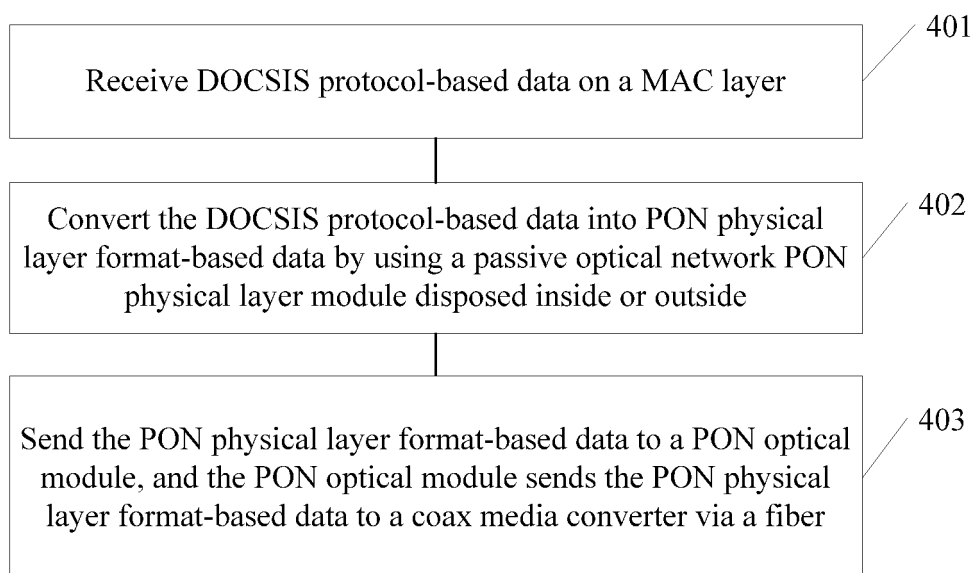 401
Receive DOCSIS protocol-based data on a MAC layer
402
Convert the DOCSIS protocol-based data into PON physical
layer format-based data by using a passive optical network PON
physical layer module disposed inside or outside
403
Send the PON physical layer format-based data to a PON optical
module, and the PON optical module sends the PON physical
layer format-based data to a coax media converter via a fiber